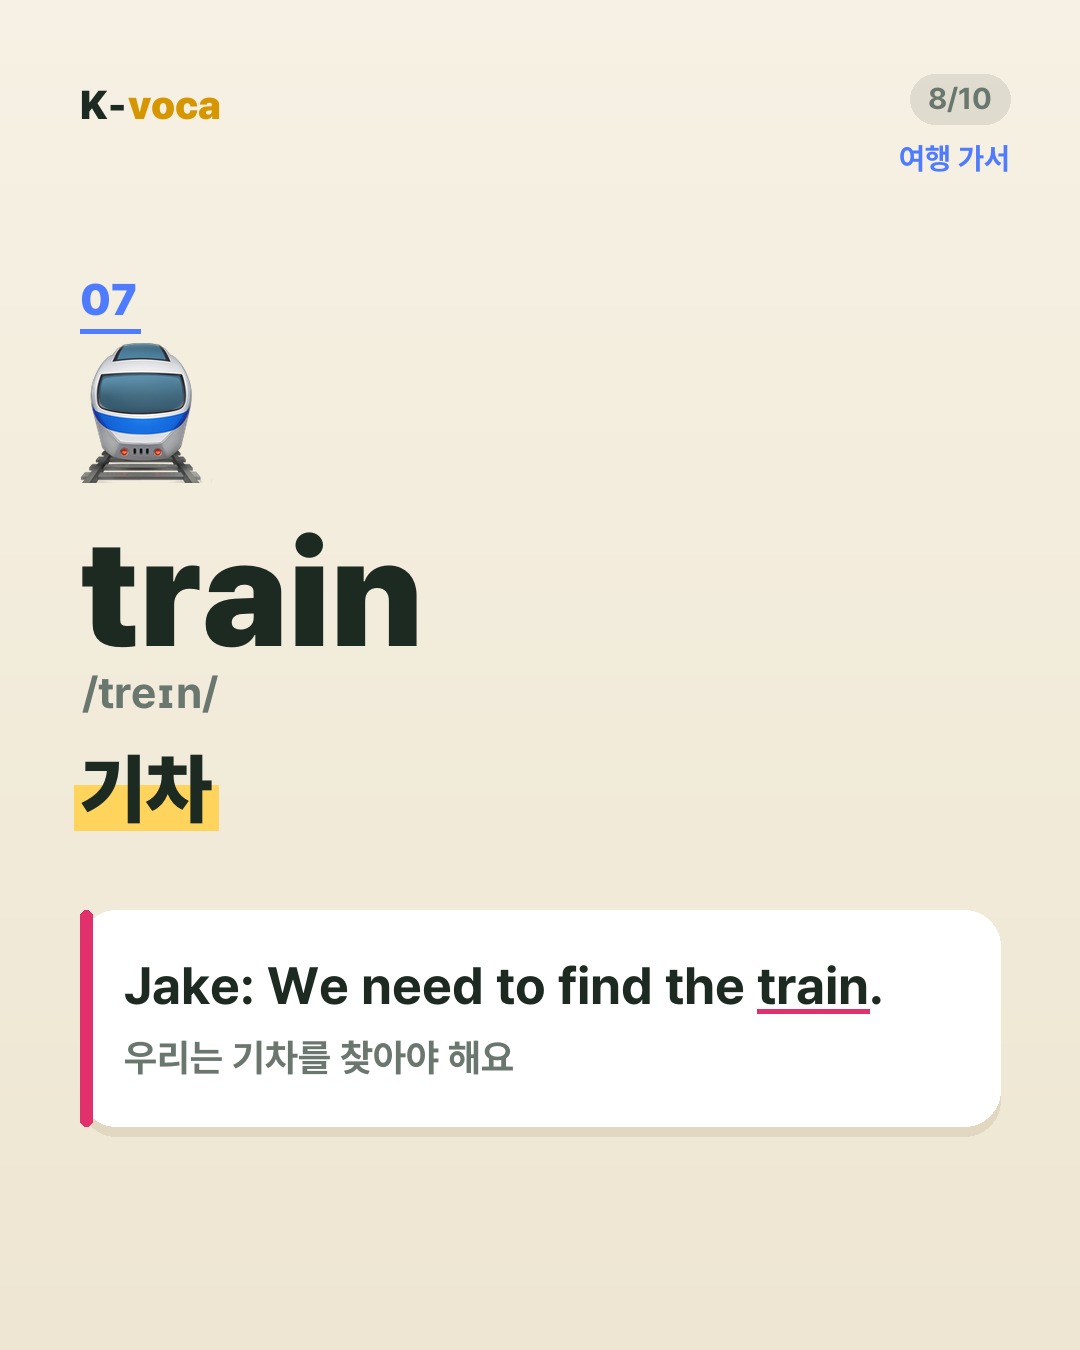 K-voca
8/10
여행 가서
07
train
/treɪn/
기차
Jake: We need to find the train.
우리는 기차를 찾아야 해요